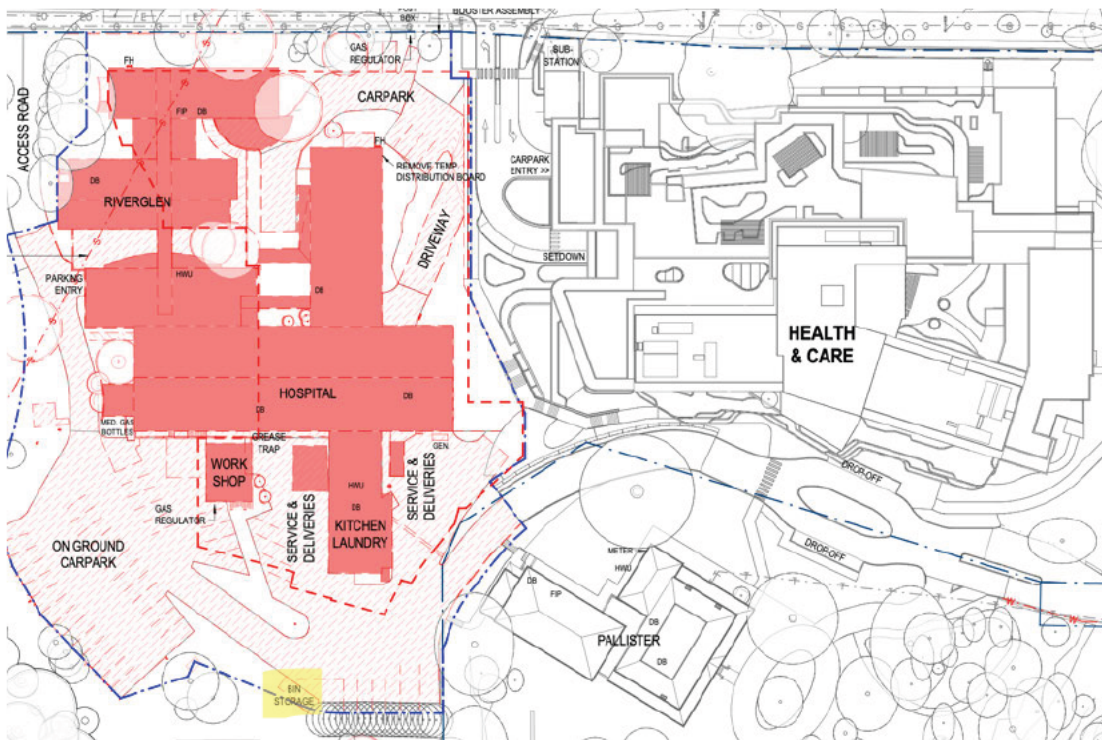 POST
BOX
BOOSTER ASSEMBLY
GAS
REGULATOR
SUB-
STATION
FH
CARPARK
FIP
DB
ACCESS ROAD
FH
REMOVE TEMP
DISTRIBUTION BOARD
CARPARK
ENTRY >>
DB
RIVERGLEN
DRIVEWAY
SETDOWN
PARKING
ENTRY
HWU
DB
HEALTH
& CARE
HOSPITAL
DB
DB
MED. GAS
BOTTLES
GREASE
TRAP
GEN.
WORK
SHOP
SERVICE &
DELIVERIES
SERVICE &
DELIVERIES
HWU
DB
KITCHEN
LAUNDRY
GAS
REGULATOR
DROP-OFF
DROP-OFF
ON GROUND
CARPARK
METER
HWU
DB
FIP
DB
PALLISTER
DB
W
W
BIN
STORAGE